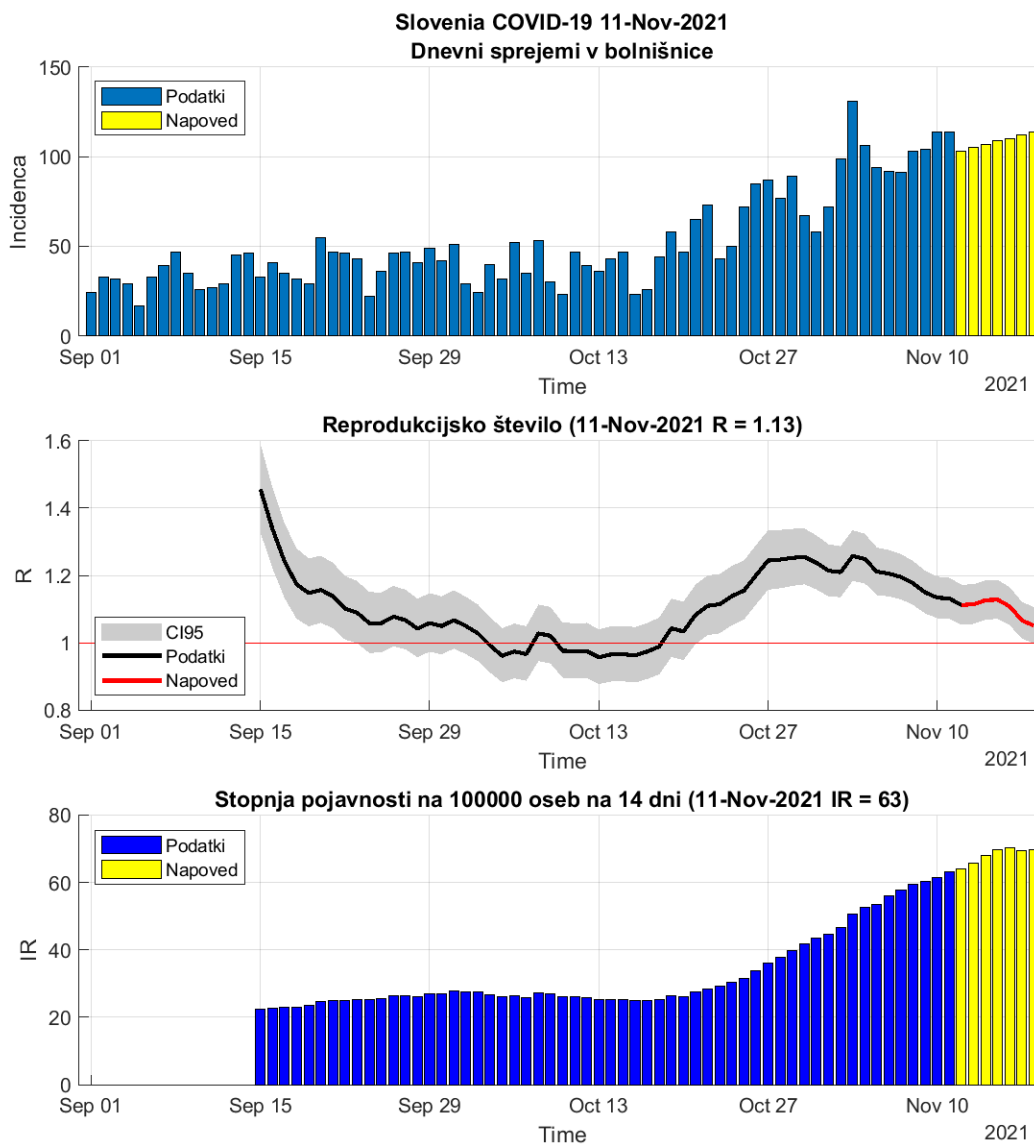 Slovenia COVID-19 11-Nov-2021
Dnevni sprejemi v bolnišnice
150
100
50
0
Incidenca
Podatki
Napoved
Sep 01 Sep 15 Sep 29 Oct 13 Oct 27 Nov 10
Time
2021
Reprodukcijsko število (11-Nov-2021 R = 1.13)
1.6
1.4
1.2
1
0.8
R
CI95
Podatki
Napoved
Sep 01 Sep 15 Sep 29 Oct 13 Oct 27 Nov 10
Time
2021
Stopnja pojavnosti na 100000 oseb na 14 dni (11-Nov-2021 IR = 63)
80
60
40
20
0
IR
Podatki
Napoved
Sep 01 Sep 15 Sep 29 Oct 13 Oct 27 Nov 10
Time
2021